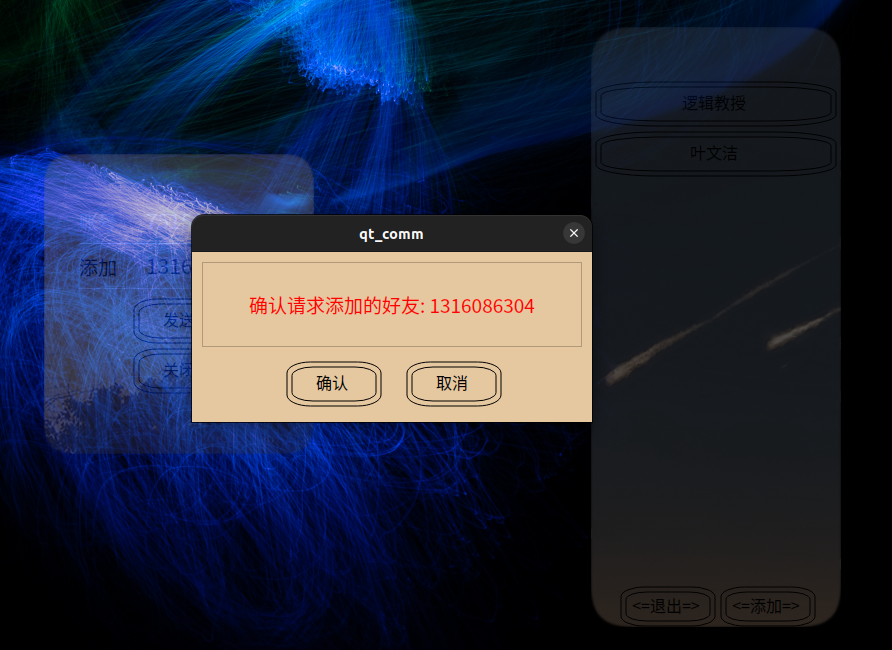 逻辑教授
叶文洁
qt_comm
添加 1316
确认请求添加的好友: 1316086304
发送
关闭
确认 取消
<=退出=> <=添加=>